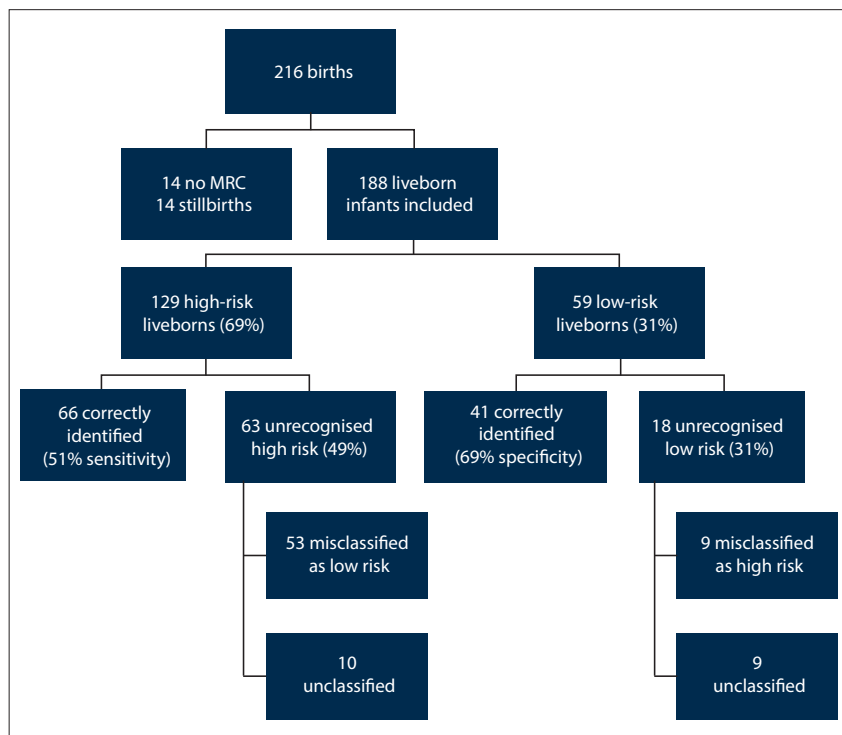 216 births
14 no MRC
14 stillbirths
188 liveborn
infants included
129 high-risk
liveborns (69%)
59 low-risk
liveborns (31%)
66 correctly
identified
(51% sensitivity)
63 unrecognised
high risk (49%)
41 correctly
identified
(69% specificity)
18 unrecognised
low risk (31%)
53 misclassified
as low risk
9 misclassified
as high risk
10
unclassified
9
unclassified